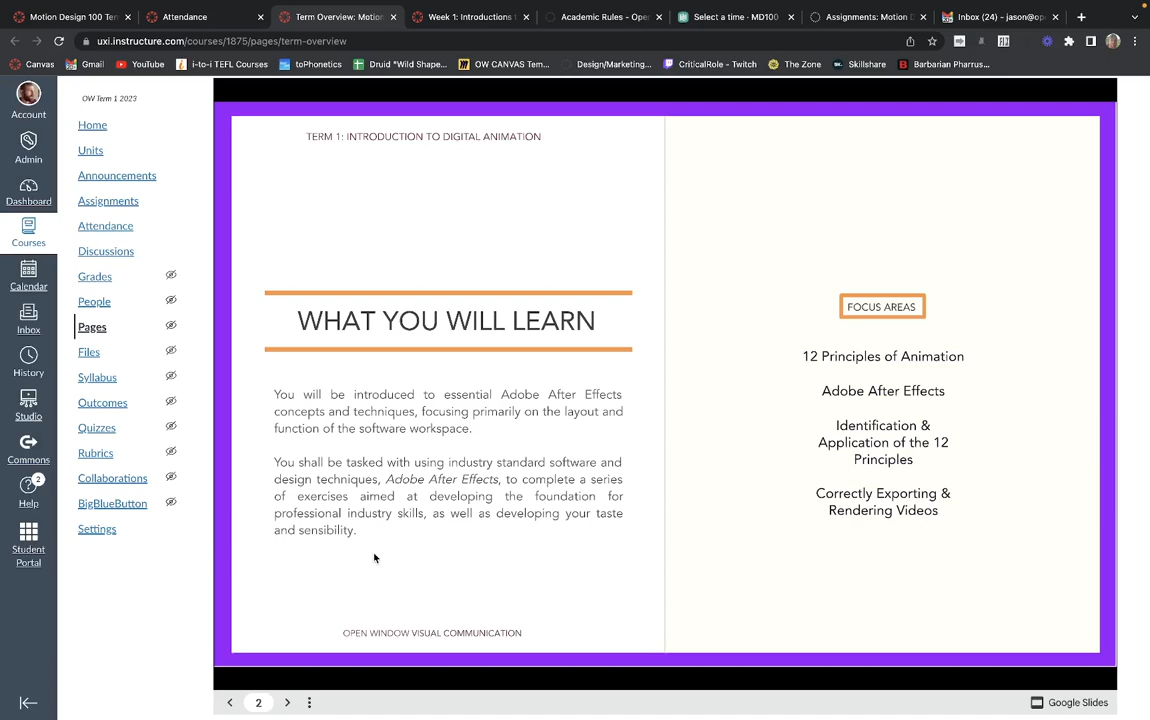 Motion Design 100 Ter
Attendance
Term Overview: Motion
Week 1: Introductions
Academic Rules - Open
Select a time - MD100
Assignments: Motion D
Inbox (24) - jason@op
uxi.instructure.com/courses/1875/pages/term-overview
Canvas
Gmail
YouTube
i-to-i TEFL Courses
toPhonetics
Druid "Wild Shape...
OW CANVAS Tem...
Design/Marketing...
CriticalRole - Twitch
The Zone
Skillshare
Barbarian Pharrus...
Account
Admin
Dashboard
Courses
Calendar
Inbox
History
Studio
Commons
2
Help
Student
Portal
OW Term 1 2023
Home
Units
Announcements
Assignments
Attendance
Discussions
Grades
People
Pages
Files
Syllabus
Outcomes
Quizzes
Rubrics
Collaborations
BigBlueButton
Settings
TERM 1: INTRODUCTION TO DIGITAL ANIMATION
WHAT YOU WILL LEARN
You will be introduced to essential Adobe After Effects
concepts and techniques, focusing primarily on the layout and
function of the software workspace.
You shall be tasked with using industry standard software and
design techniques, Adobe After Effects, to complete a series
of exercises aimed at developing the foundation for
professional industry skills, as well as developing your taste
and sensibility.
OPEN WINDOW VISUAL COMMUNICATION
FOCUS AREAS
12 Principles of Animation
Adobe After Effects
Identification &
Application of the 12
Principles
Correctly Exporting &
Rendering Videos
2
Google Slides